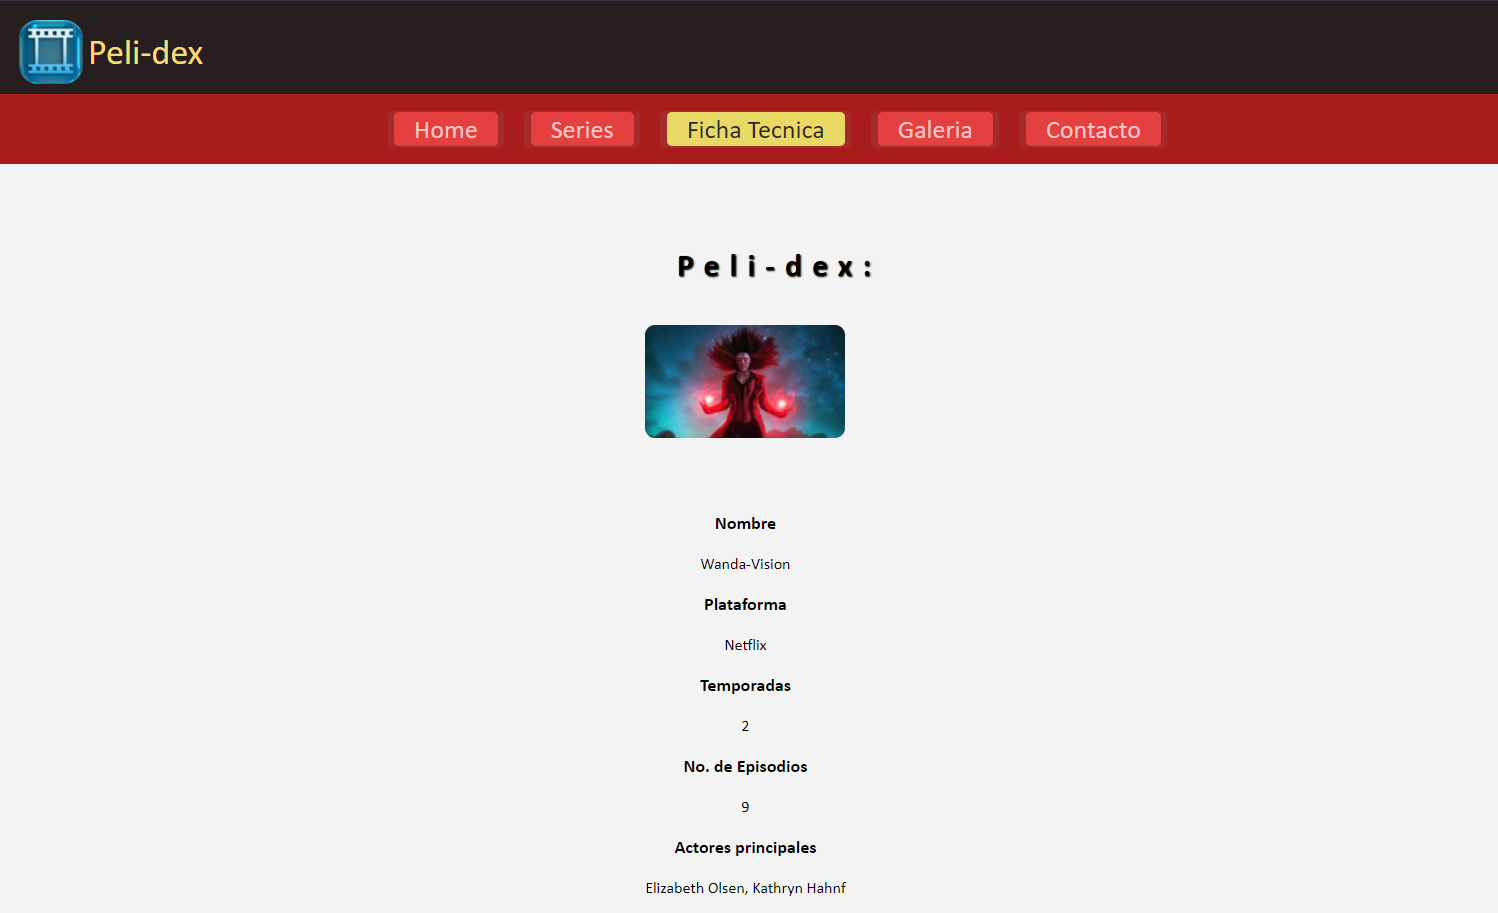 Peli-dex
Home Series Ficha Tecnica Galeria Contacto
Peli-dex:
Nombre
Wanda-Vision
Plataforma
Netflix
Temporadas
2
No. de Episodios
9
Actores principales
Elizabeth Olsen, Kathryn Hahnf